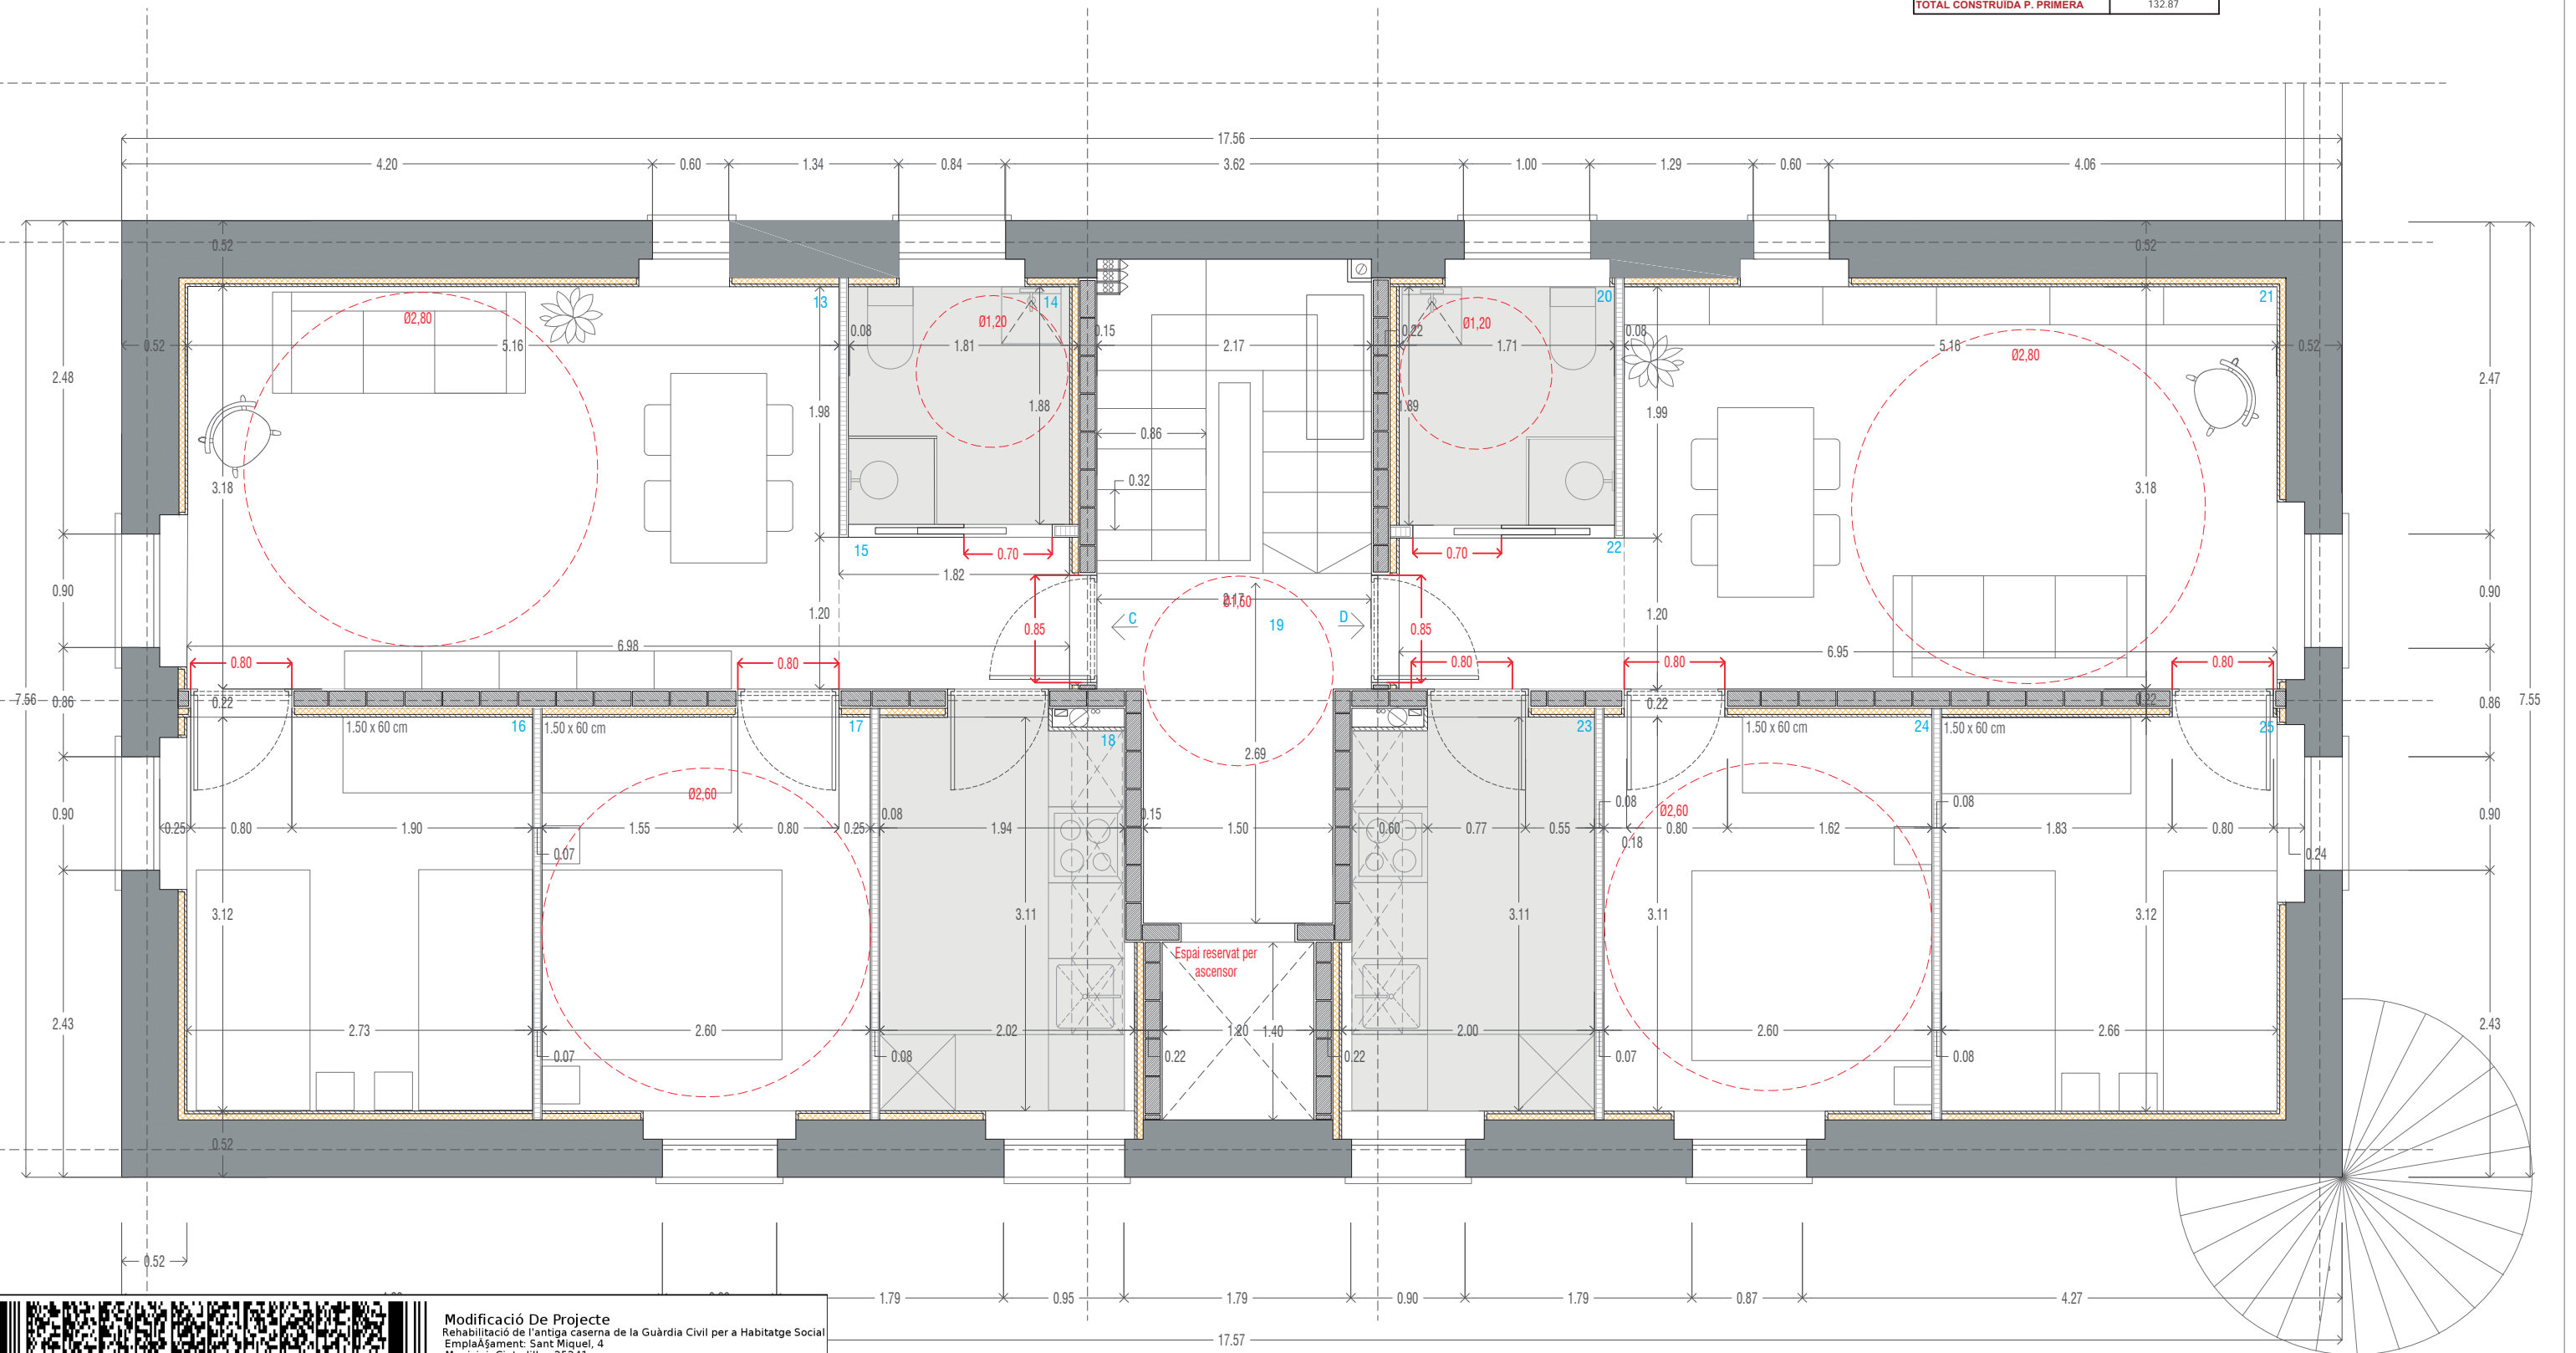 TOTAL CONSTRUÏDA P. PRIMERA 132.87
17.56
4.20 0.60 1.34 0.84 3.62 1.00 1.29 0.60 4.06
0.52 0.52
13 14 20 21
Ø2,80 Ø1,20 Ø1,20 Ø2,80
0.08 0.15 0.22 0.08
0.52 5.16 1.81 2.17 1.71 5.16 0.52
2.48 2.47
1.98 1.88 1.89 1.99
0.86
0.32
3.18 3.18
15 0.70 0.70 22
1.82
0.90 2.17 Ø1,50 0.90
1.20 C 19 D 1.20
0.85 0.85
6.98 6.95
0.80 0.80 0.80 0.80 0.80
7.56 0.86 0.22 0.22 0.22 0.86 7.55
1.50 x 60 cm 16 1.50 x 60 cm 17 18 23 1.50 x 60 cm 24 1.50 x 60 cm 25
2.69
Ø2,60 Ø2,60
0.08 0.15 0.08 0.08
0.90 0.90
0.25 0.80 1.90 1.55 0.80 0.25 1.94 1.50 0.60 0.77 0.55 0.80 1.62 1.83 0.80
0.18
0.07 0.24
3.12 3.11 3.11 3.11 3.12
Espai reservat per
ascensor
2.43 2.43
2.73 2.60 2.02 1.20 1.40 2.00 2.60 2.66
0.07 0.08 0.22 0.22 0.07 0.08
0.52
0.52
1.79 0.95 1.79 0.90 1.79 0.87 4.27
17.57
Modificació De Projecte
Rehabilitació de l'antiga caserna de la Guàrdia Civil per a Habitatge Social
EmplaÃ§ament: Sant Miquel, 4